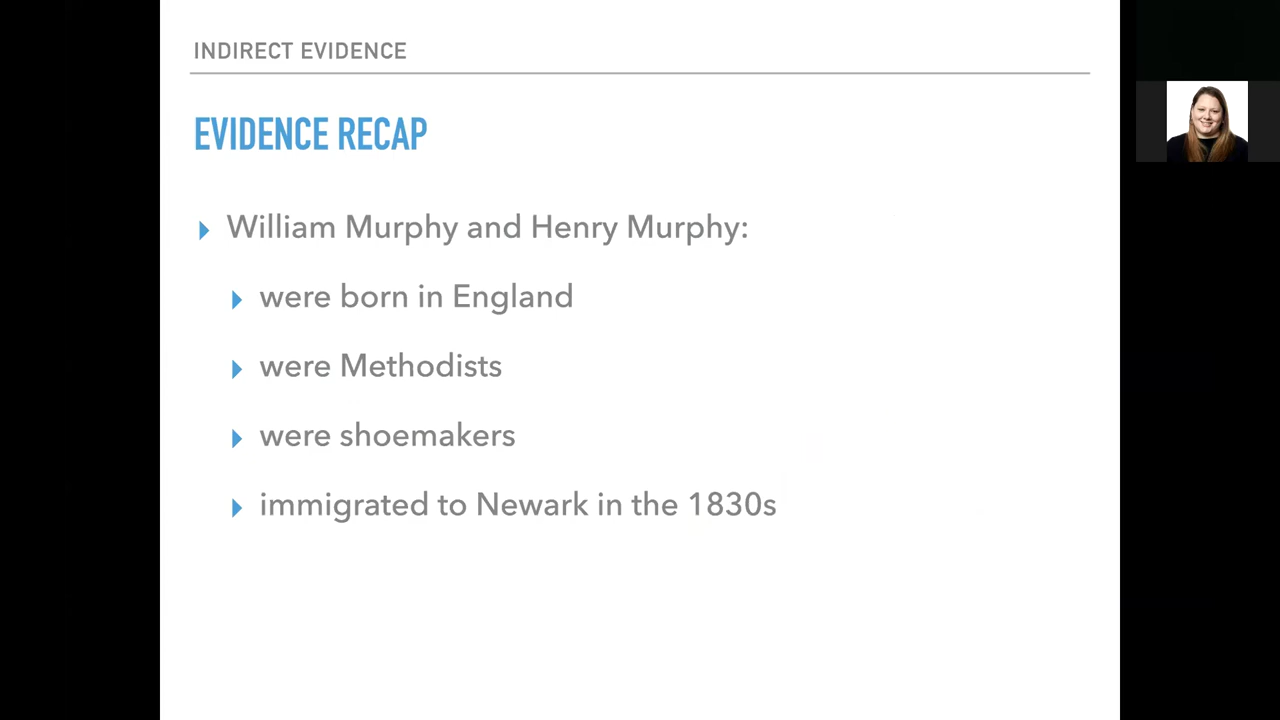 INDIRECT EVIDENCE
EVIDENCE RECAP
William Murphy and Henry Murphy:
were born in England
were Methodists
were shoemakers
immigrated to Newark in the 1830s